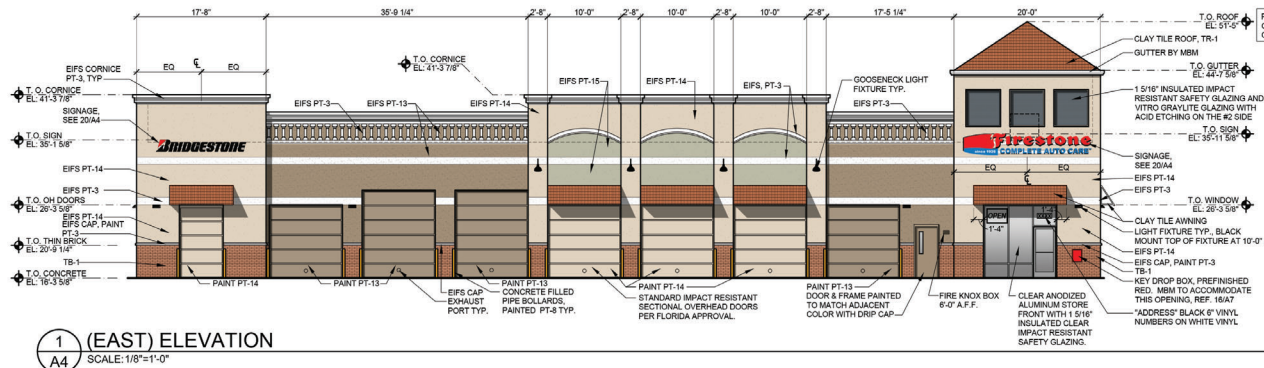 17'-8"
35'-9 1/4"
2'-8"
10'-0"
2'-8"
10'-0"
2'-8"
10'-0"
2'-8"
17'-5 1/4"
20'-0"
EIFS CORNICE
PT-3, TYP
EQ
EQ
T.O. CORNICE
EL: 41'-3 7/8"
SIGNAGE,
SEE 20/A4
T.O. SIGN
EL: 35'-1 5/8"
EIFS PT-14
EIFS PT-3
T.O. OH DOORS
EL: 26'-3 5/8"
EIFS PT-14
EIFS CAP, PAINT
PT-3
T.O. THIN BRICK
EL: 20'-9 1/4"
TB-1
T.O. CONCRETE
EL: 16'-3 5/8"
BRIDGESTONE
PAINT PT-14
EIFS PT-3
EIFS PT-13
T.O. CORNICE
EL: 41'-3 7/8"
EIFS PT-14
EIFS PT-15
EIFS PT-14
EIFS, PT-3
GOOSENECK LIGHT
FIXTURE TYP.
EIFS PT-3
PAINT PT-13
EIFS CAP
EXHAUST
PORT TYP.
PAINT PT-13
CONCRETE FILLED
PIPE BOLLARDS,
PAINTED PT-8 TYP.
PAINT PT-14
STANDARD IMPACT RESISTANT
SECTIONAL OVERHEAD DOORS
PER FLORIDA APPROVAL.
PAINT PT-13
DOOR & FRAME PAINTED
TO MATCH ADJACENT
COLOR WITH DRIP CAP
FIRE KNOX BOX
6'-0" A.F.F.
CLEAR ANODIZED
ALUMINUM STORE
FRONT WITH 1 5/16"
INSULATED CLEAR
IMPACT RESISTANT
SAFETY GLAZING.
Firestone
COMPLETE AUTO CARE
EQ
EQ
OPEN
1'-4"
T.O. ROOF
EL: 51'-5"
CLAY TILE ROOF, TR-1
GUTTER BY MBM
T.O. GUTTER
EL: 44'-7 5/8"
1 5/16" INSULATED IMPACT
RESISTANT SAFETY GLAZING AND
VITRO GRAYLITE GLAZING WITH
ACID ETCHING ON THE #2 SIDE
T.O. SIGN
EL: 35'-11 5/8"
SIGNAGE,
SEE 20/A4
EIFS PT-14
EIFS PT-3
T.O. WINDOW
EL: 26'-3 5/8"
CLAY TILE AWNING
LIGHT FIXTURE TYP., BLACK
MOUNT TOP OF FIXTURE AT 10'-0"
EIFS PT-14
EIFS CAP, PAINT PT-3
TB-1
KEY DROP BOX, PREFINISHED
RED. MBM TO ACCOMMODATE
THIS OPENING, REF. 16/A7
"ADDRESS" BLACK 6" VINYL
NUMBERS ON WHITE VINYL
1
A4
(EAST) ELEVATION
SCALE: 1/8"=1'-0"